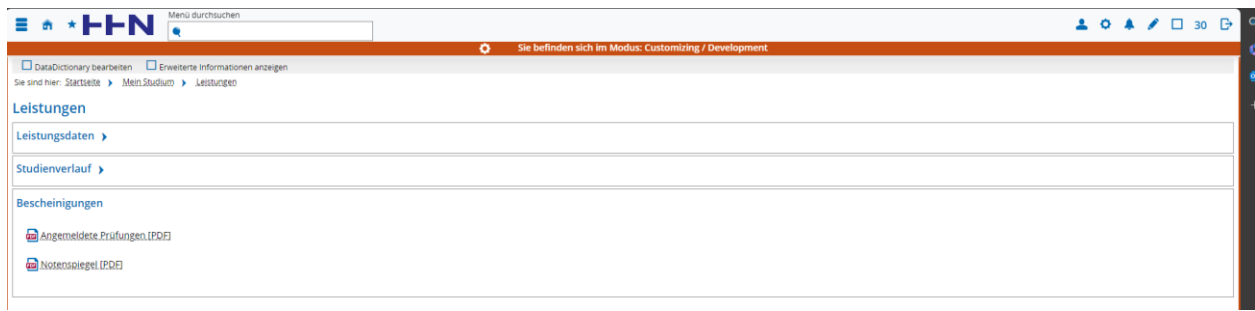 Menü durchsuchen
HHN
30
Sie befinden sich im Modus: Customizing / Development
DataDictionary bearbeiten Erweiterte Informationen anzeigen
Sie sind hier: Startseite Mein Studium Leistungen
Leistungen
Leistungsdaten
Studienverlauf
Bescheinigungen
Angemeldete Prüfungen [PDF]
Notenspiegel [PDF]